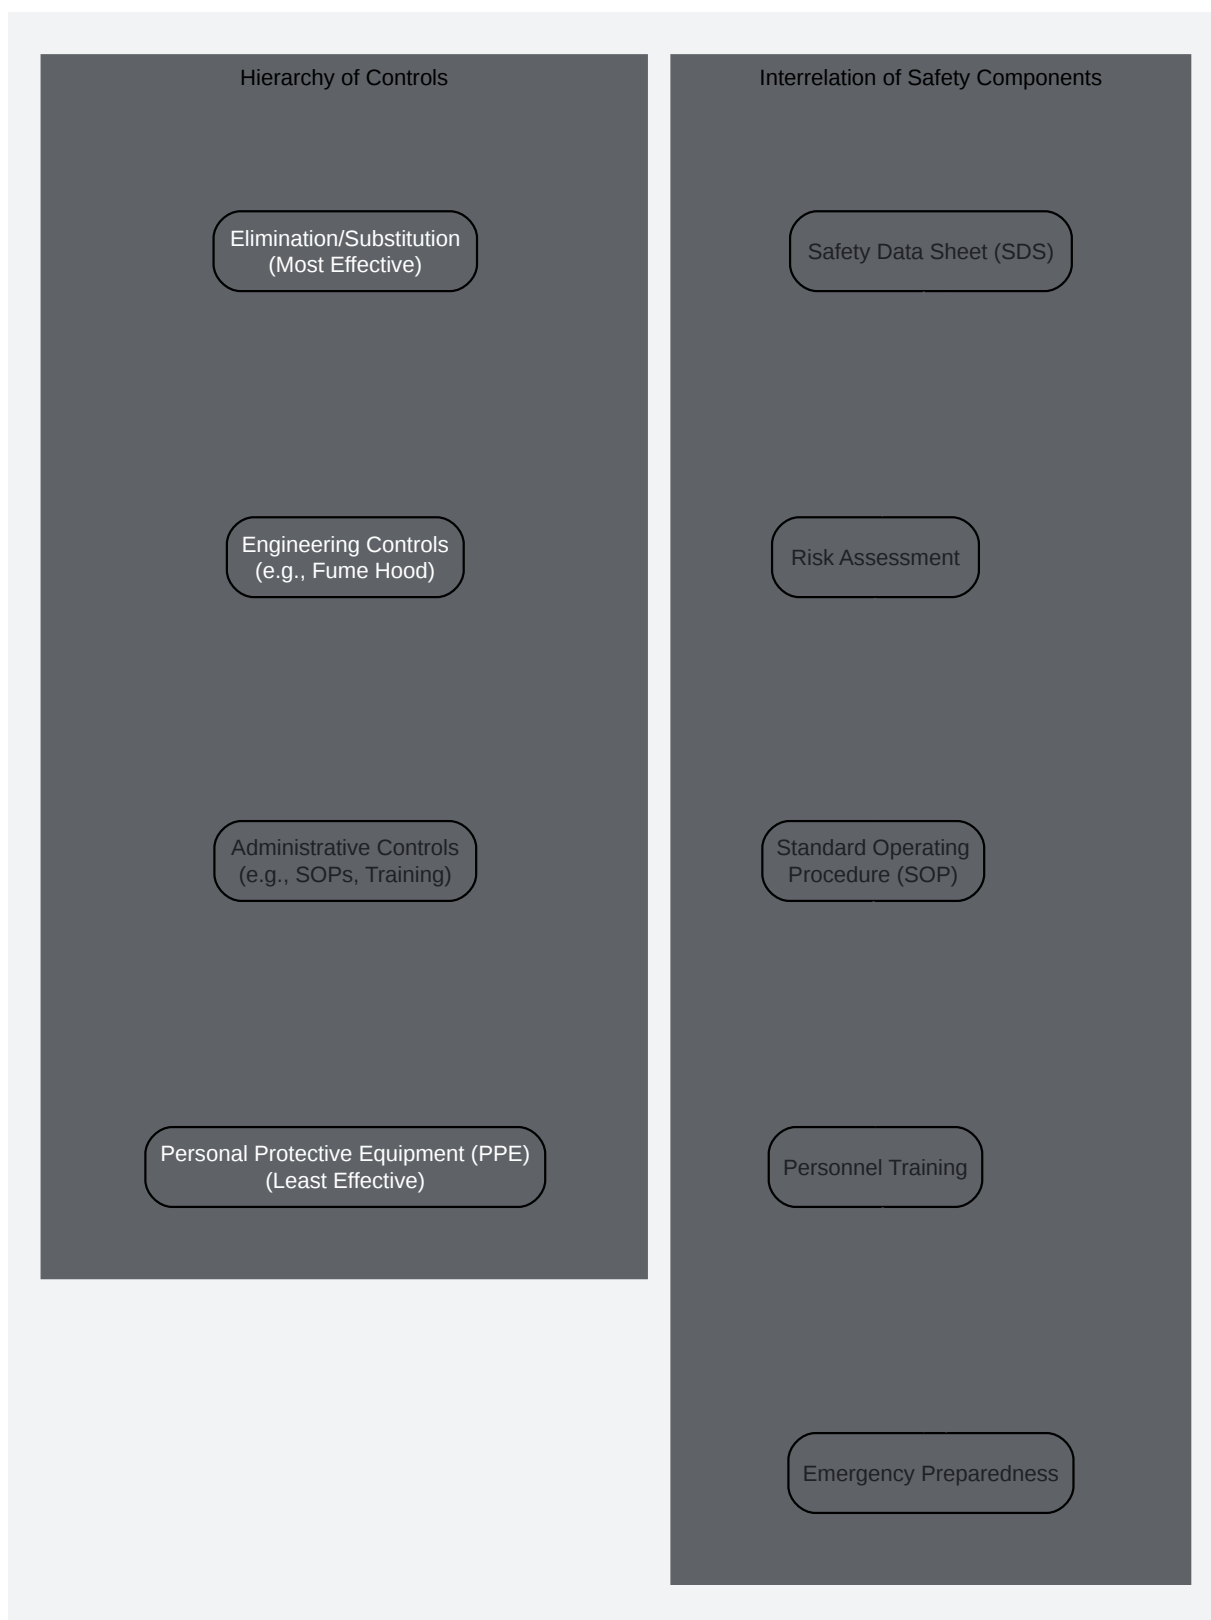 Hierarchy of Controls
Elimination/Substitution
(Most Effective)
Engineering Controls
(e.g., Fume Hood)
Administrative Controls
(e.g., SOPs, Training)
Personal Protective Equipment (PPE)
(Least Effective)
Interrelation of Safety Components
Safety Data Sheet (SDS)
Risk Assessment
Standard Operating
Procedure (SOP)
Personnel Training
Emergency Preparedness